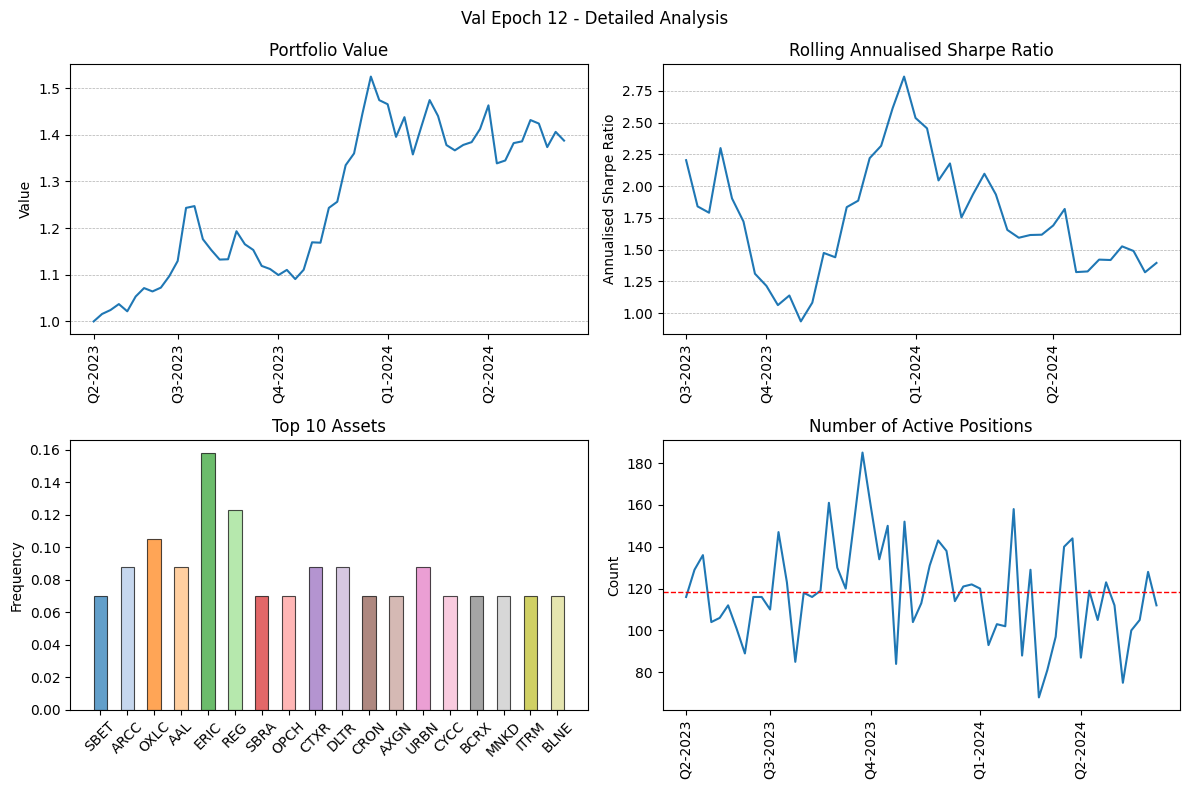 Val Epoch 12 - Detailed Analysis
Portfolio Value
Value
1.5
1.4
1.3
1.2
1.1
1.0
Q2-2023
Q3-2023
Q4-2023
Q1-2024
Q2-2024
Rolling Annualised Sharpe Ratio
Annualised Sharpe Ratio
2.75
2.50
2.25
2.00
1.75
1.50
1.25
1.00
Q3-2023
Q4-2023
Q1-2024
Q2-2024
Top 10 Assets
Frequency
0.16
0.14
0.12
0.10
0.08
0.06
0.04
0.02
0.00
SBET
ARCC
OXLC
AAL
ERIC
REG
SBRA
OPCH
CTXR
DLTR
CRON
AXGN
URBN
CYCC
BCRX
MNKD
ITRM
BLNE
Number of Active Positions
Count
180
160
140
120
100
80
Q2-2023
Q3-2023
Q4-2023
Q1-2024
Q2-2024